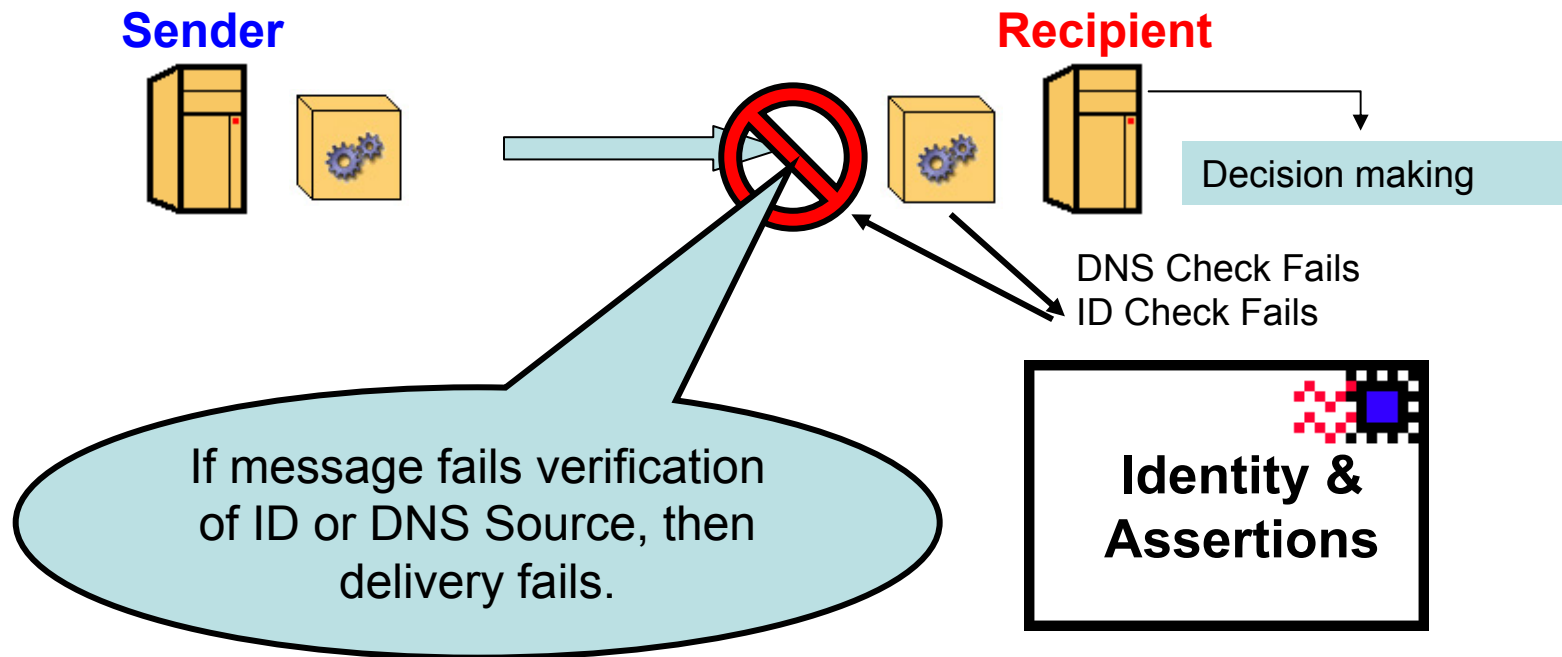 Sender
Recipient
Decision making
DNS Check Fails
ID Check Fails
If message fails verification
of ID or DNS Source, then
delivery fails.
Identity &
Assertions